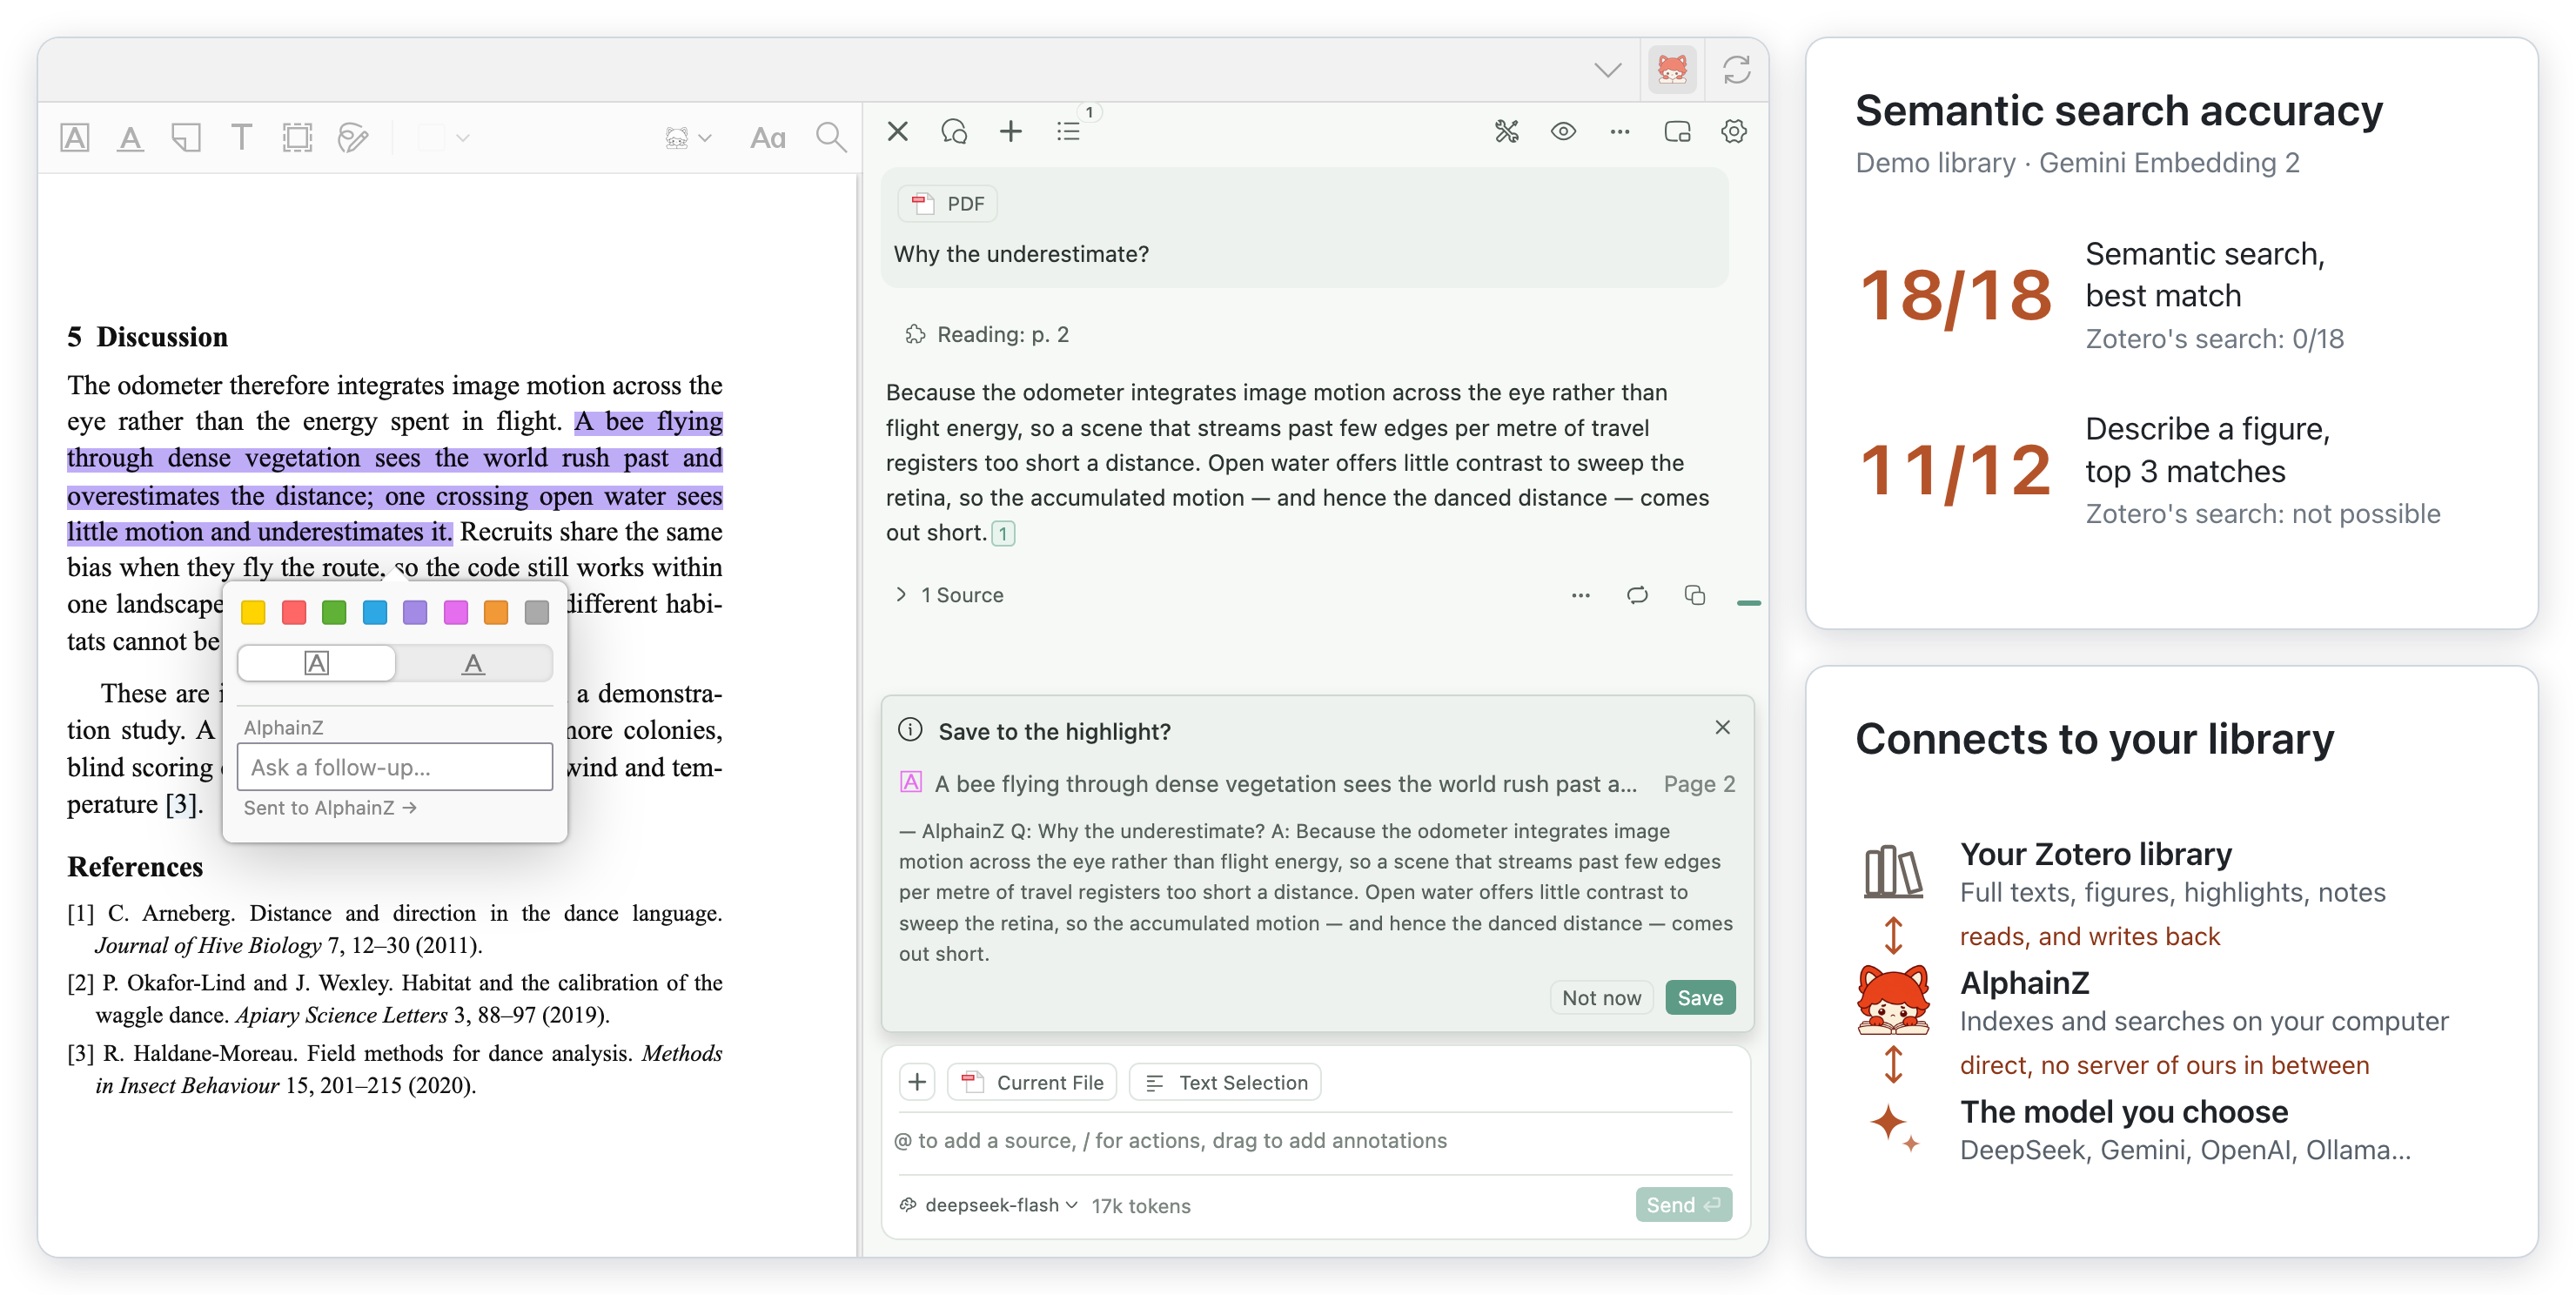 Aa
5 Discussion
The odometer therefore integrates image motion across the
eye rather than the energy spent in flight. A bee flying
through dense vegetation sees the world rush past and
overestimates the distance; one crossing open water sees
little motion and underestimates it. Recruits share the same
bias when they fly the route, so the code still works within
one landscape different habi-
tats cannot be
These are a demonstra-
tion study. A more colonies,
blind scoring wind and tem-
perature [3].
A
A
AlphainZ
Ask a follow-up...
Sent to AlphainZ →
References
[1] C. Arneberg. Distance and direction in the dance language.
Journal of Hive Biology 7, 12–30 (2011).
[2] P. Okafor-Lind and J. Wexley. Habitat and the calibration of the
waggle dance. Apiary Science Letters 3, 88–97 (2019).
[3] R. Haldane-Moreau. Field methods for dance analysis. Methods
in Insect Behaviour 15, 201–215 (2020).
1
PDF
Why the underestimate?
Reading: p. 2
Because the odometer integrates image motion across the eye rather than
flight energy, so a scene that streams past few edges per metre of travel
registers too short a distance. Open water offers little contrast to sweep the
retina, so the accumulated motion — and hence the danced distance — comes
out short. 1
1 Source
Save to the highlight?
A bee flying through dense vegetation sees the world rush past a... Page 2
— AlphainZ Q: Why the underestimate? A: Because the odometer integrates image
motion across the eye rather than flight energy, so a scene that streams past few edges
per metre of travel registers too short a distance. Open water offers little contrast to
sweep the retina, so the accumulated motion — and hence the danced distance — comes
out short.
Not now Save
Current File Text Selection
@ to add a source, / for actions, drag to add annotations
deepseek-flash 17k tokens Send
Semantic search accuracy
Demo library · Gemini Embedding 2
18/18
Semantic search,
best match
Zotero's search: 0/18
11/12
Describe a figure,
top 3 matches
Zotero's search: not possible
Connects to your library
Your Zotero library
Full texts, figures, highlights, notes
reads, and writes back
AlphainZ
Indexes and searches on your computer
direct, no server of ours in between
The model you choose
DeepSeek, Gemini, OpenAI, Ollama...